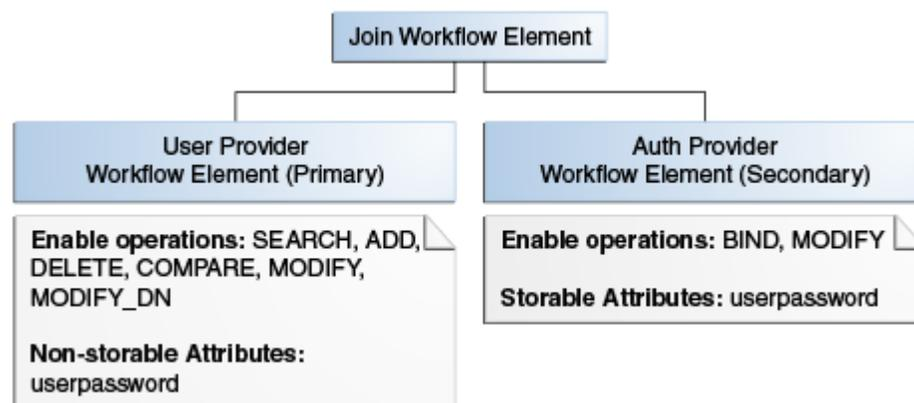 Join Workflow Element
User Provider
Workflow Element (Primary)
Auth Provider
Workflow Element (Secondary)
Enable operations: SEARCH, ADD,
DELETE, COMPARE, MODIFY,
MODIFY_DN
Non-storable Attributes:
userpassword
Enable operations: BIND, MODIFY
Storable Attributes: userpassword